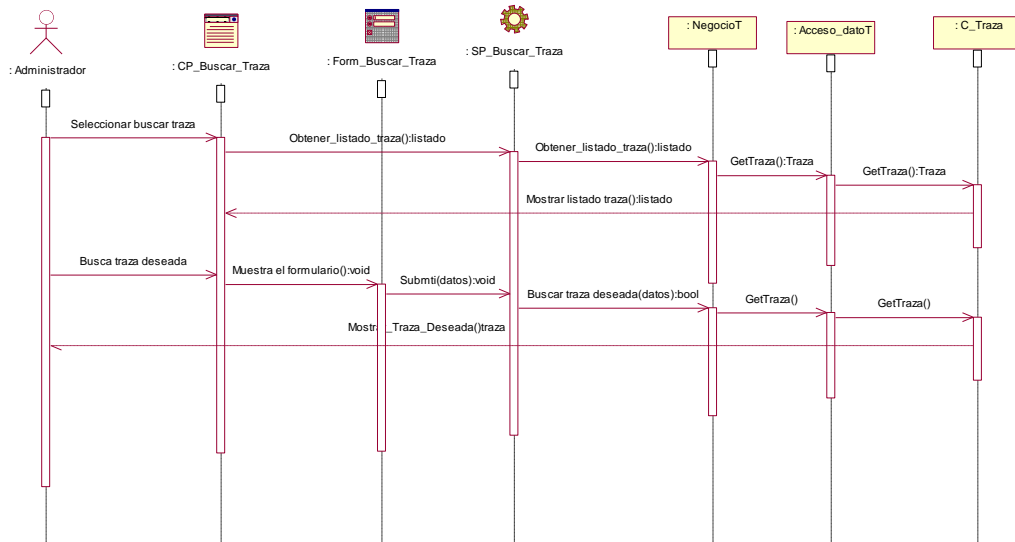 : Administrador
: CP_Buscar_Traza
: Form_Buscar_Traza
: SP_Buscar_Traza
: NegocioT
: Acceso_datoT
: C_Traza
Seleccionar buscar traza
Obtener_listado_traza():listado
Obtener_listado_traza():listado
GetTraza():Traza
GetTraza():Traza
Mostrar listado traza():listado
Busca traza deseada
Muestra el formulario():void
Submti(datos):void
Buscar traza deseada(datos):bool
GetTraza()
GetTraza()
Mostrar_Traza_Deseada()traza